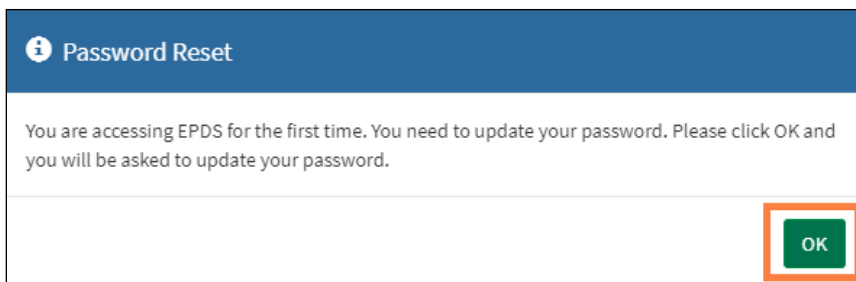 Password Reset
You are accessing EPDS for the first time. You need to update your password. Please click OK and
you will be asked to update your password.
OK